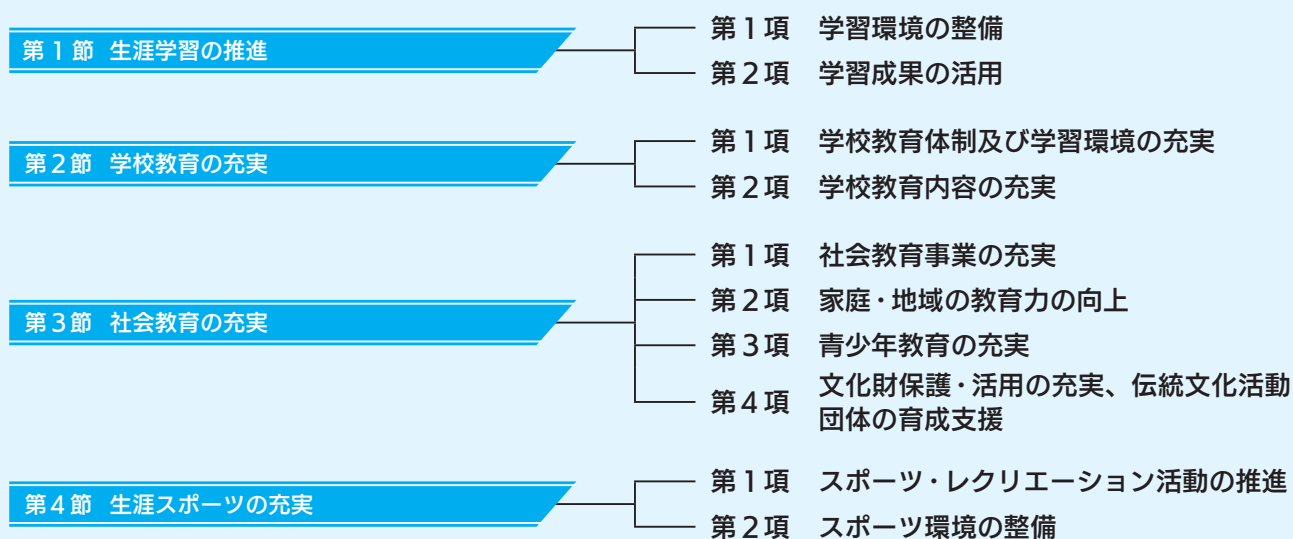 第1節 生涯学習の推進
第1項 学習環境の整備
第2項 学習成果の活用
第2節 学校教育の充実
第1項 学校教育体制及び学習環境の充実
第2項 学校教育内容の充実
第3節 社会教育の充実
第1項 社会教育事業の充実
第2項 家庭・地域の教育力の向上
第3項 青少年教育の充実
第4項 文化財保護・活用の充実、伝統文化活動
団体の育成支援
第4節 生涯スポーツの充実
第1項 スポーツ・レクリエーション活動の推進
第2項 スポーツ環境の整備